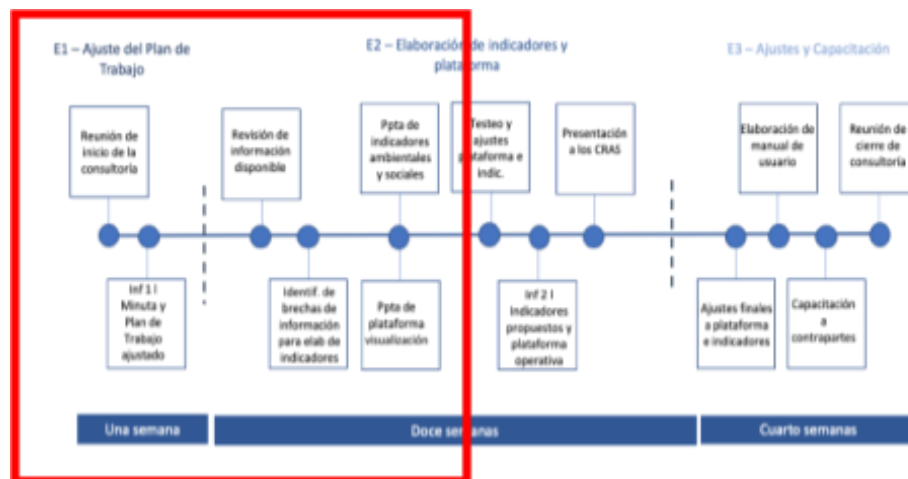 E1 – Ajuste del Plan de
Trabajo
E2 – Elaboración de indicadores y
plataforma
E3 – Ajustes y Capacitación
Reunión de
inicio de la
consultoría
Revisión de
información
disponible
Ppta de
indicadores
ambientales
y sociales
Testeo y
ajustes
plataforma e
indic.
Presentación
a los CRAS
Elaboración de
manual de
usuario
Reunión de
cierre de
consultoría
Inf 1 I
Minuta y
Plan de
Trabajo
ajustado
Identif. de
brechas de
información
para elab de
indicadores
Ppta de
plataforma
visualización
Inf 2 I
Indicadores
propuestos y
plataforma
operativa
Ajustes finales
a plataforma
e indicadores
Capacitación
a
contrapartes
Una semana
Doce semanas
Cuarto semanas